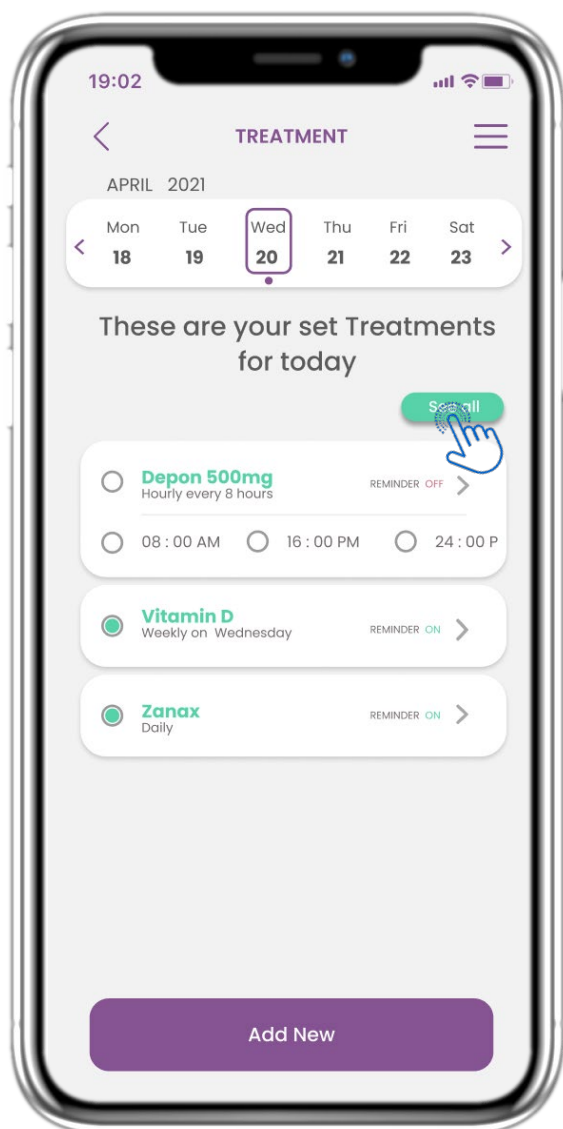 19:02
TREATMENT
APRIL 2021
Mon Tue Wed Thu Fri Sat
< 18 19 20 21 22 23 >
These are your set Treatments
for today
See all
Depon 500mg
Hourly every 8 hours
REMINDER OFF
08 : 00 AM 16 : 00 PM 24 : 00 P
Vitamin D
Weekly on Wednesday
REMINDER ON
Zanax
Daily
REMINDER ON
Add New